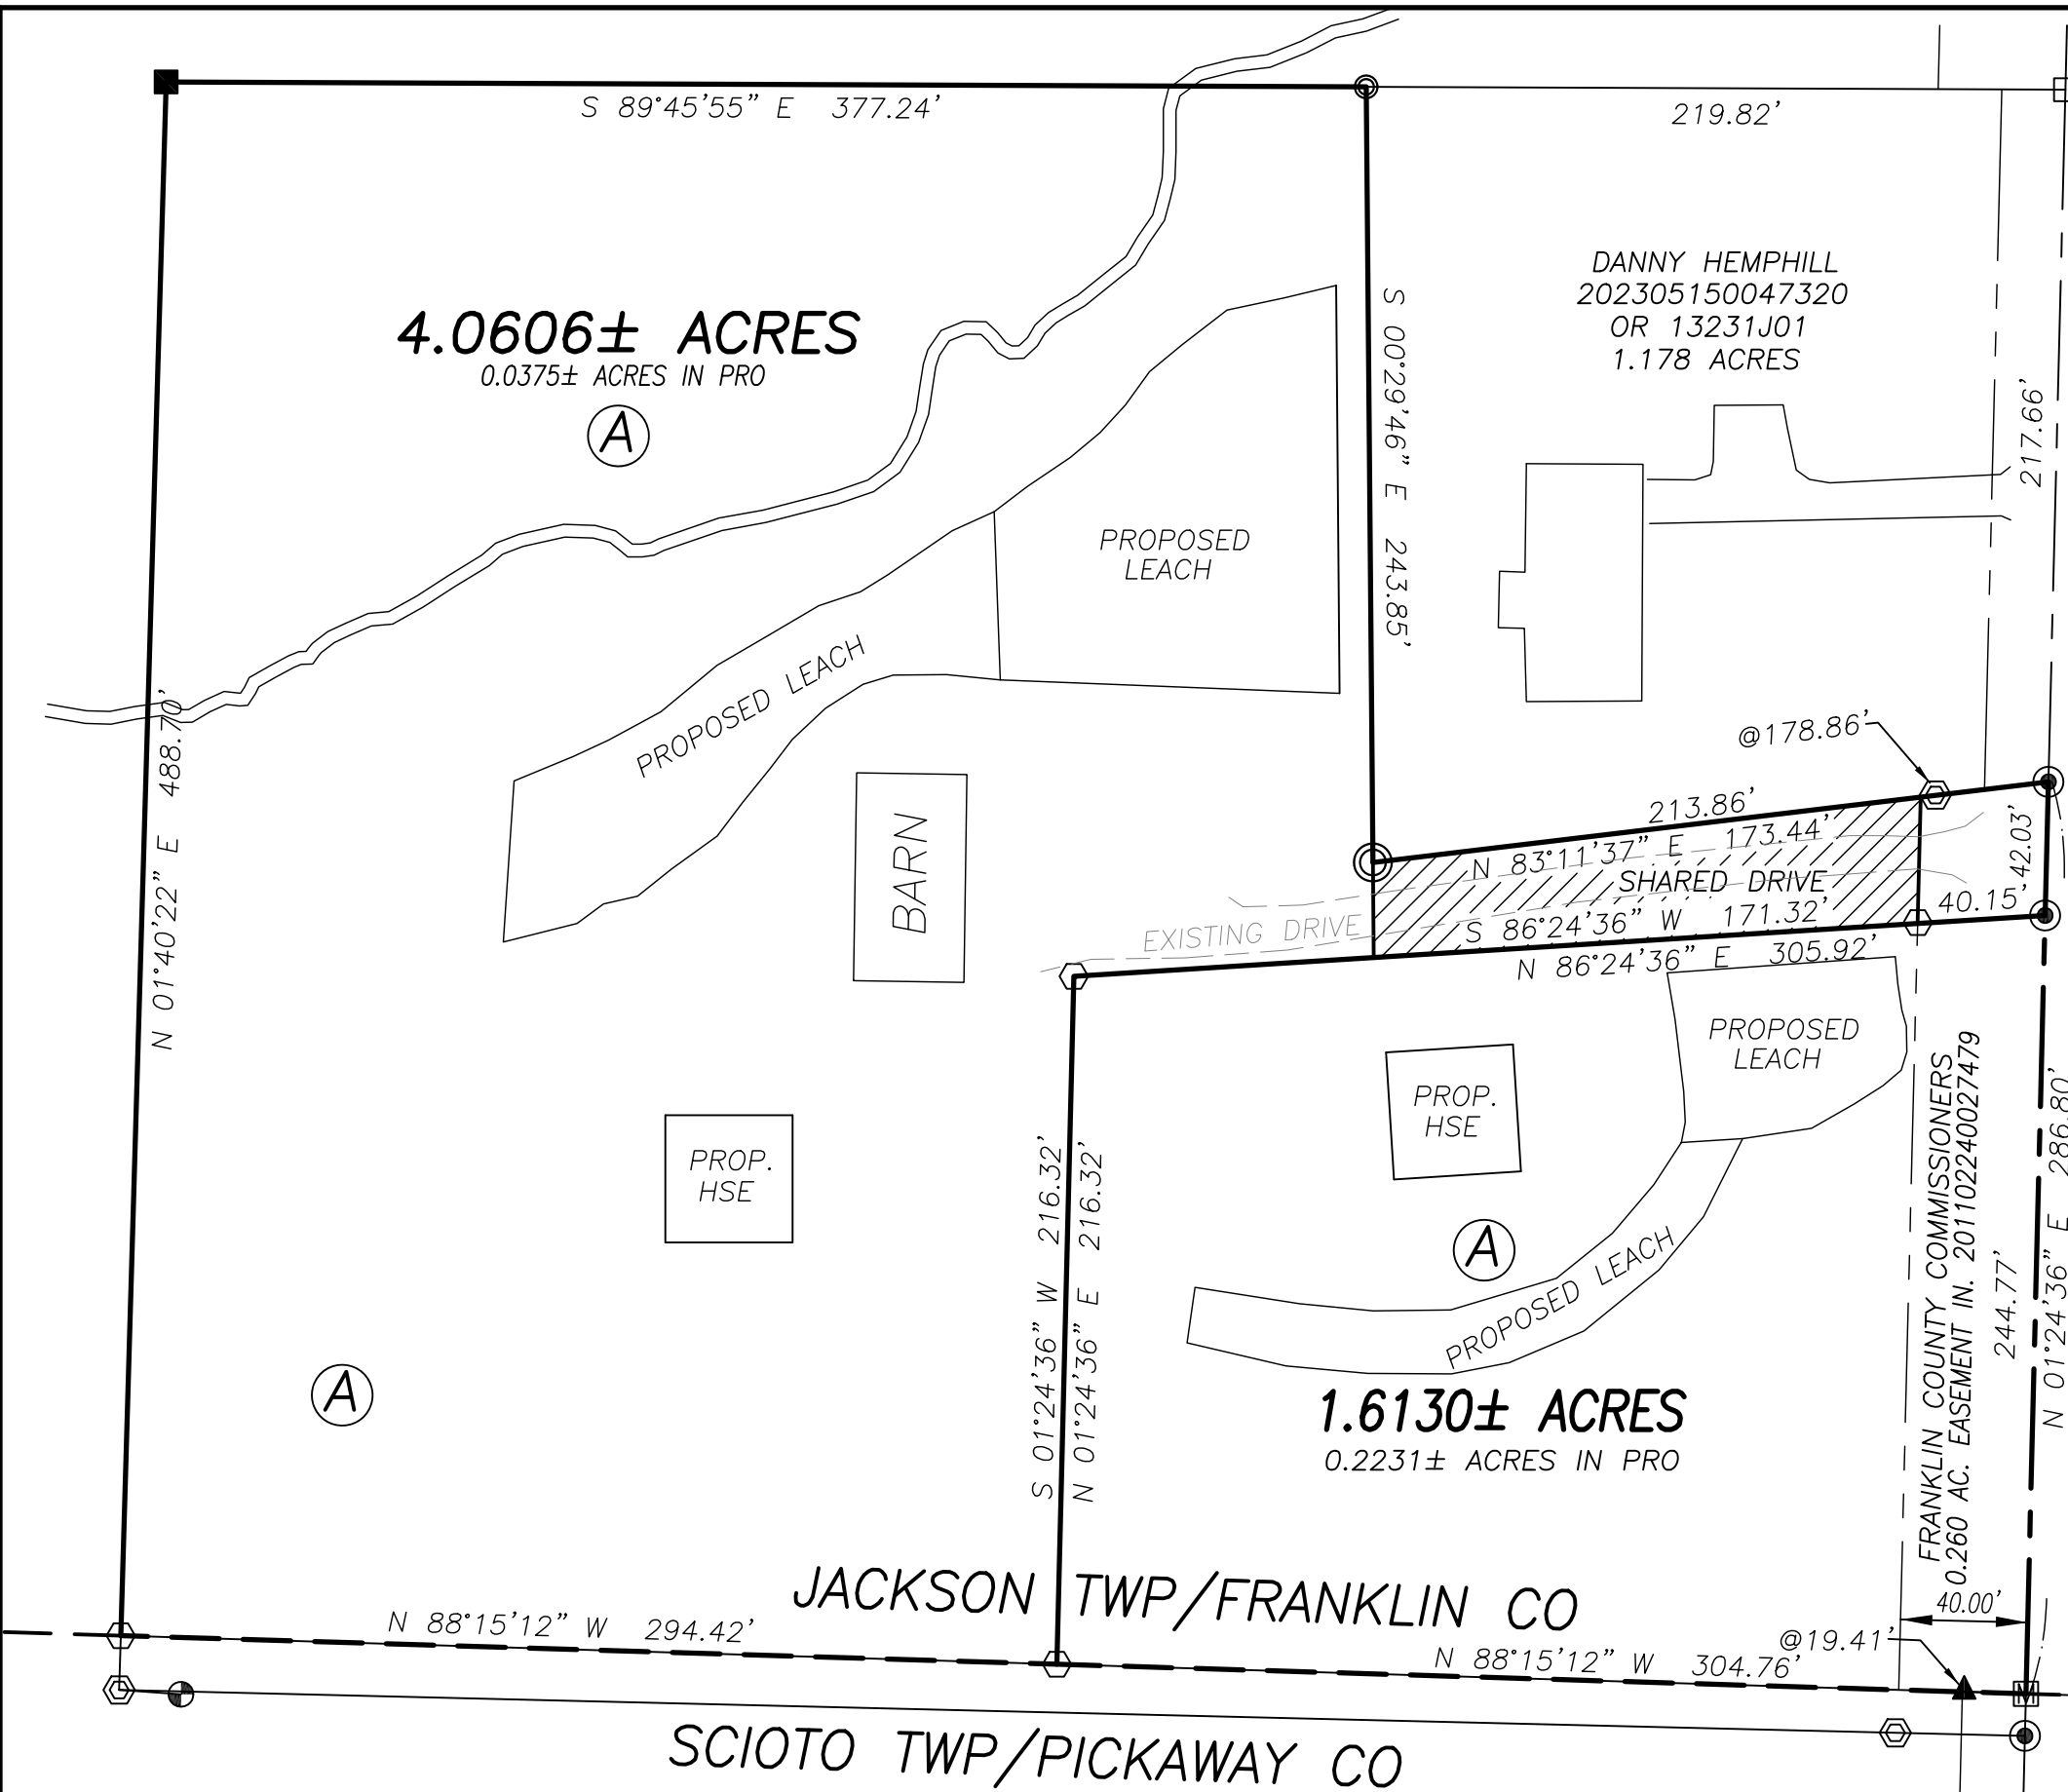 S 89°45'55" E 377.24'
219.82'
DANNY HEMPHILL
202305150047320
OR 13231J01
1.178 ACRES
4.0606± ACRES
0.0375± ACRES IN PRO
A
S 00°29'46" E 243.85'
217.66'
PROPOSED
LEACH
PROPOSED LEACH
N 01°40'22" E 488.70'
BARN
@178.86'
213.86'
N 83°11'37" E 173.44'
SHARED DRIVE
S 86°24'36" W 171.32'
42.03'
40.15'
EXISTING DRIVE
N 86°24'36" E 305.92'
PROPOSED
LEACH
PROP.
HSE
PROP.
HSE
A
PROPOSED LEACH
S 01°24'36" W 216.32'
N 01°24'36" E 216.32'
FRANKLIN COUNTY COMMISSIONERS
0.260 AC. EASEMENT IN. 201102240027479
244.77'
N 01°24'36" E 286.80'
A
1.6130± ACRES
0.2231± ACRES IN PRO
JACKSON TWP/FRANKLIN CO
40.00'
N 88°15'12" W 294.42'
N 88°15'12" W 304.76'
@19.41'
M
SCIOTO TWP/PICKAWAY CO